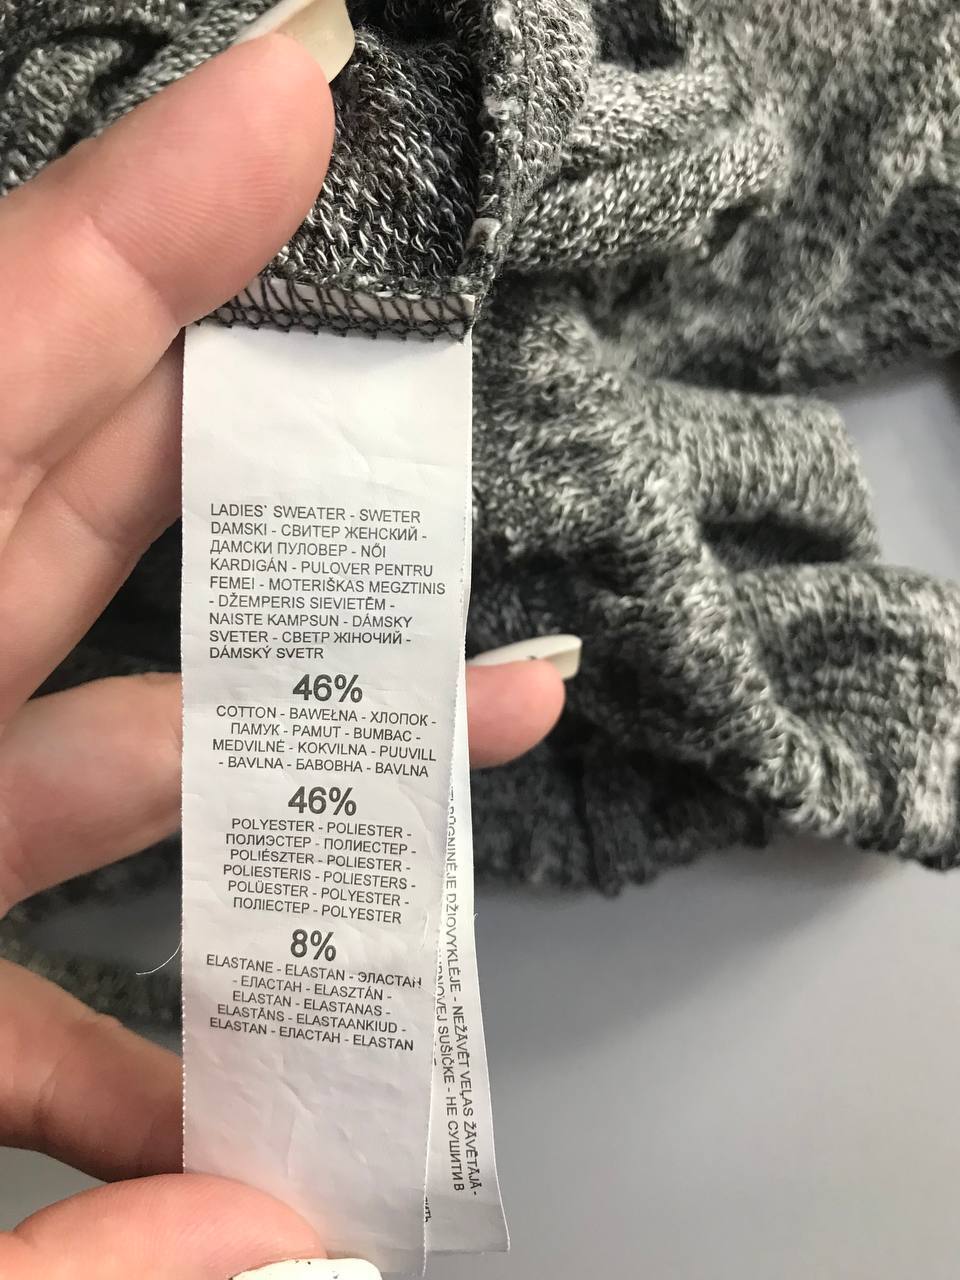 LADIES` SWEATER - SWETER
DAMSKI - СВИТЕР ЖЕНСКИЙ -
ДАМСКИ ПУЛОВЕР - NŐI
KARDIGÁN - PULOVER PENTRU
FEMEI - MOTERIŠKAS MEGZTINIS
- DŽEMPERIS SIEVIETĒM -
NAISTE KAMPSUN - DÁMSKY
SVETER - СВЕТР ЖІНОЧИЙ -
DÁMSKÝ SVETR
46%
COTTON - BAWEŁNA - ХЛОПОК -
ПАМУК - PAMUT - BUMBAC -
MEDVILNĖ - KOKVILNA - PUUVILL
- BAVLNA - БАВОВНА - BAVLNA
46%
POLYESTER - POLIESTER -
ПОЛИЭСТЕР - ПОЛИЕСТЕР -
POLIÉSZTER - POLIESTER -
POLIESTERIS - POLIESTERS -
POLÜESTER - POLYESTER -
ПОЛІЕСТЕР - POLYESTER
8%
ELASTANE - ELASTAN - ЭЛАСТАН
- ЕЛАСТАН - ELASZTÁN -
ELASTAN - ELASTANAS -
ELASTĀNS - ELASTAANKIUD -
ELASTAN - ЕЛАСТАН - ELASTAN
BŪGNINĖJE DŽIOVYKLĖJE - NEŽĀVĒT VEĻAS ŽĀVĒTĀJĀ -
SUŠIČKE - НЕ СУШИТИ В